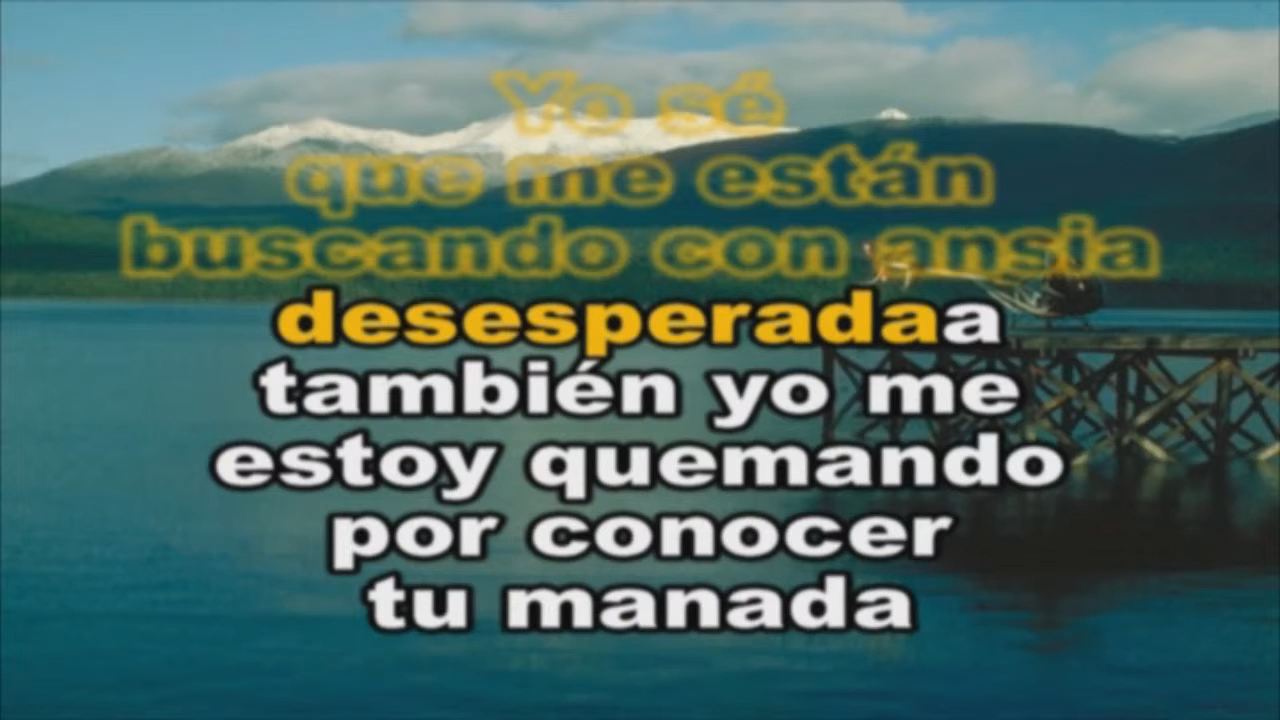 Yo sé
que me están
buscando con ansia
desesperadaa
también yo me
estoy quemando
por conocer
tu manada